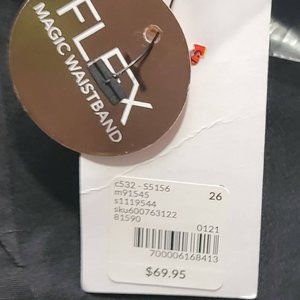 FLEX
MAGIC WAISTBAND
c532 - S5156
m91545
s1119544
sku600763122
81590
26
0121
700006168413
$69.95